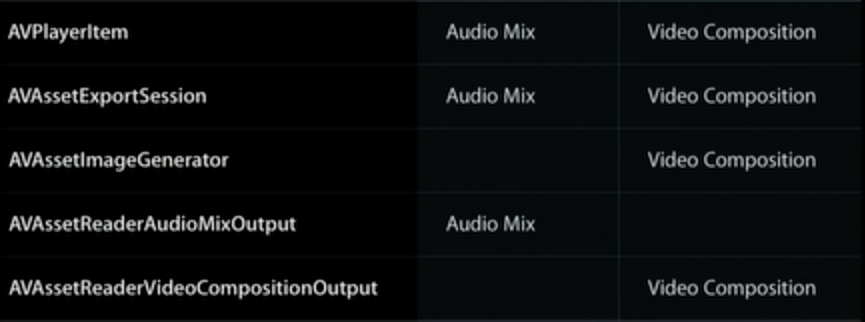 AVPlayerItem Audio Mix Video Composition
AVAssetExportSession Audio Mix Video Composition
AVAssetImageGenerator Video Composition
AVAssetReaderAudioMixOutput Audio Mix
AVAssetReaderVideoCompositionOutput Video Composition